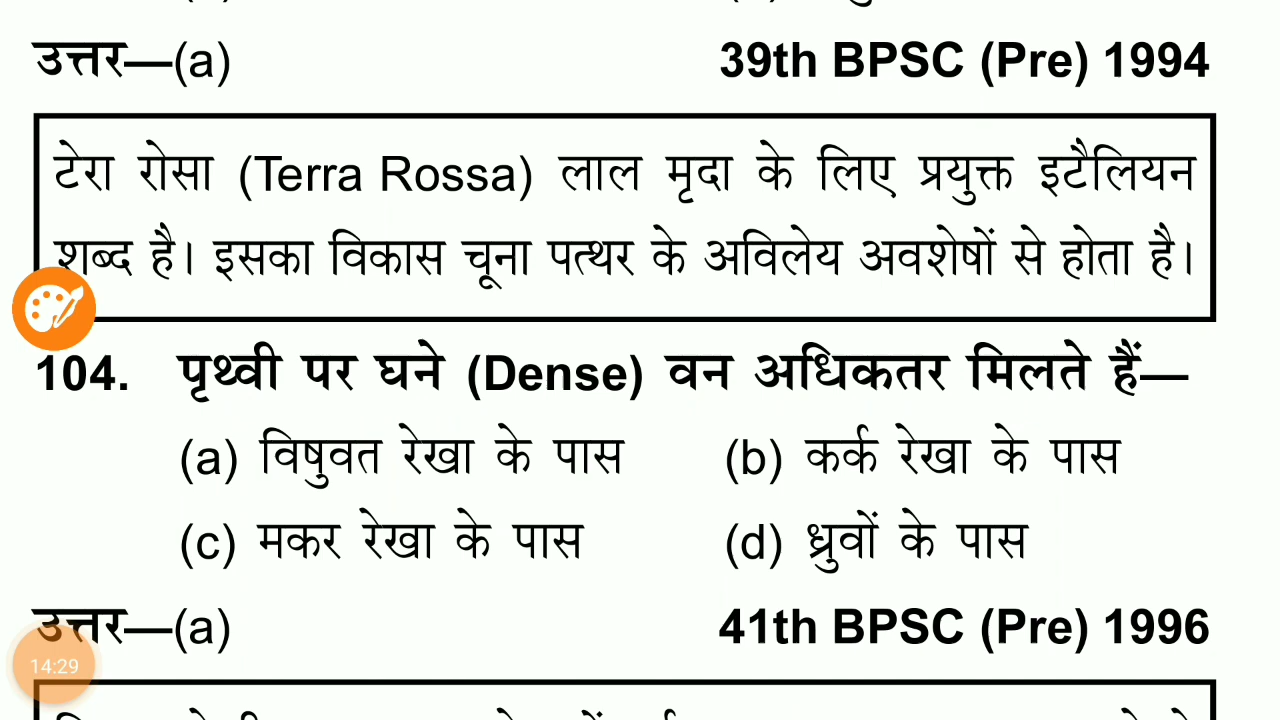 उत्तर—(a) 39th BPSC (Pre) 1994
टेरा रोसा (Terra Rossa) लाल मृदा के लिए प्रयुक्त इटैलियन
शब्द है। इसका विकास चूना पत्थर के अविलेय अवशेषों से होता है।
104. पृथ्वी पर घने (Dense) वन अधिकतर मिलते हैं—
(a) विषुवत रेखा के पास (b) कर्क रेखा के पास
(c) मकर रेखा के पास (d) ध्रुवों के पास
उत्तर—(a) 41th BPSC (Pre) 1996
14:29